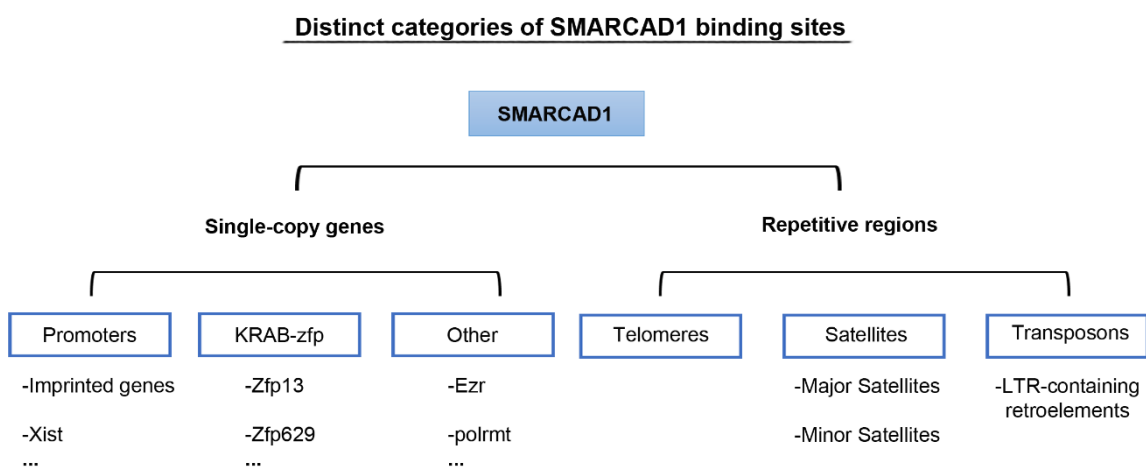 Distinct categories of SMARCAD1 binding sites
SMARCAD1
Single-copy genes
Repetitive regions
Promoters
KRAB-zfp
Other
Telomeres
Satellites
Transposons
-Imprinted genes
-Zfp13
-Ezr
-Major Satellites
-LTR-containing
retroelements
-Xist
-Zfp629
-polrmt
-Minor Satellites
...
...
...